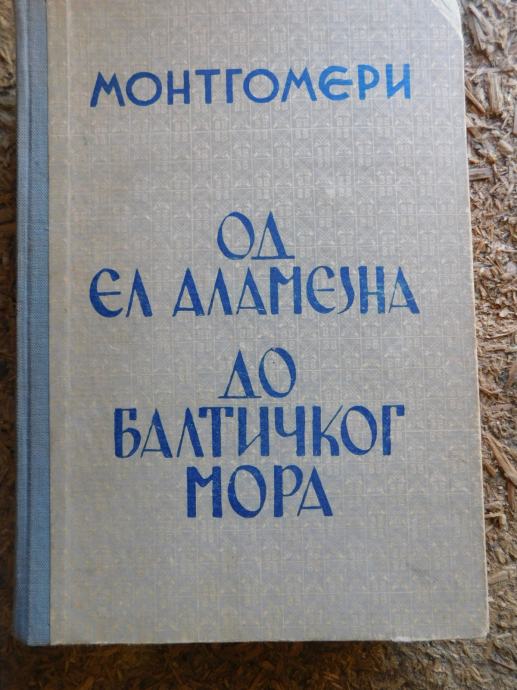 МОНТГОМЕРИ
ОД
ЕЛ АЛАМЕЈНА
ДО
БАЛТИЧКОГ
МОРА